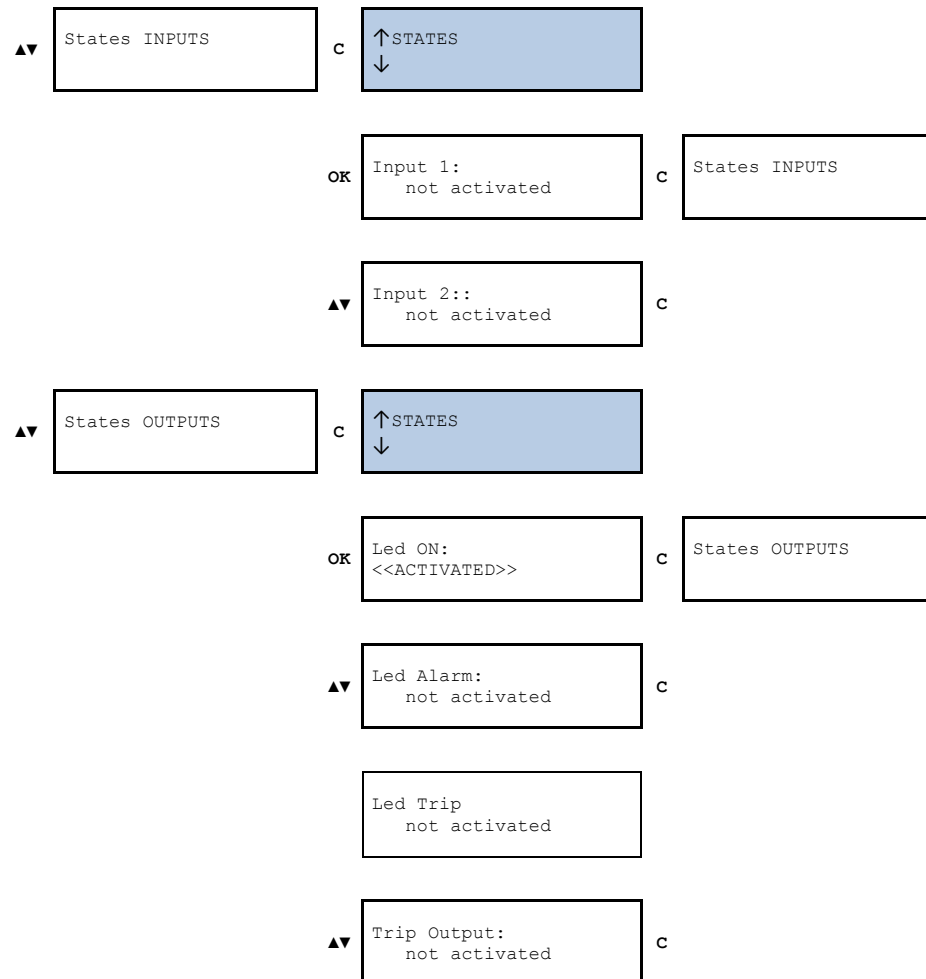 ▲▼ States INPUTS C ↑STATES
↓
OK Input 1: C States INPUTS
not activated
▲▼ Input 2:: C
not activated
▲▼ States OUTPUTS C ↑STATES
↓
OK Led ON: C States OUTPUTS
<<ACTIVATED>>
▲▼ Led Alarm: C
not activated
Led Trip
not activated
▲▼ Trip Output: C
not activated